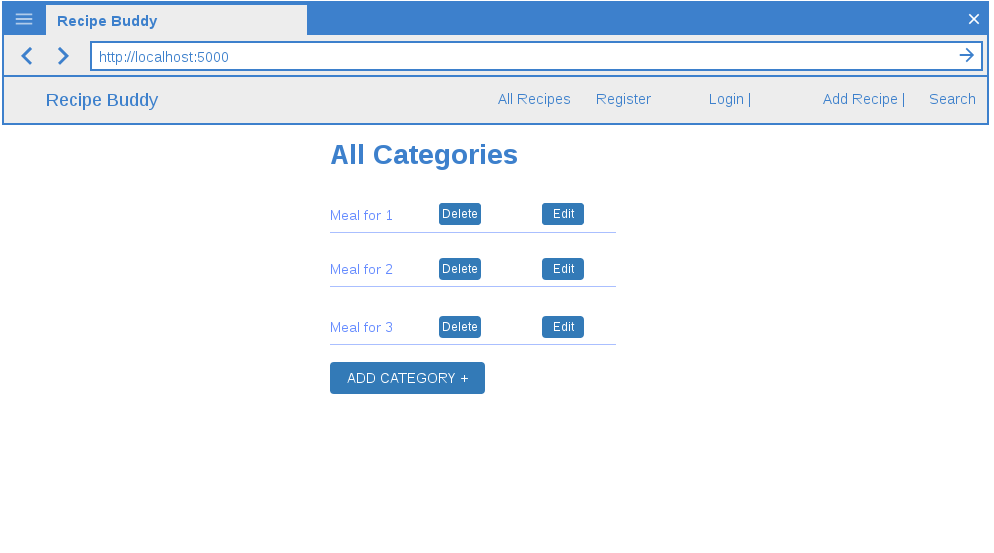 Recipe Buddy
http://localhost:5000
Recipe Buddy All Recipes Register Login | Add Recipe | Search
All Categories
Meal for 1 Delete Edit
Meal for 2 Delete Edit
Meal for 3 Delete Edit
ADD CATEGORY +